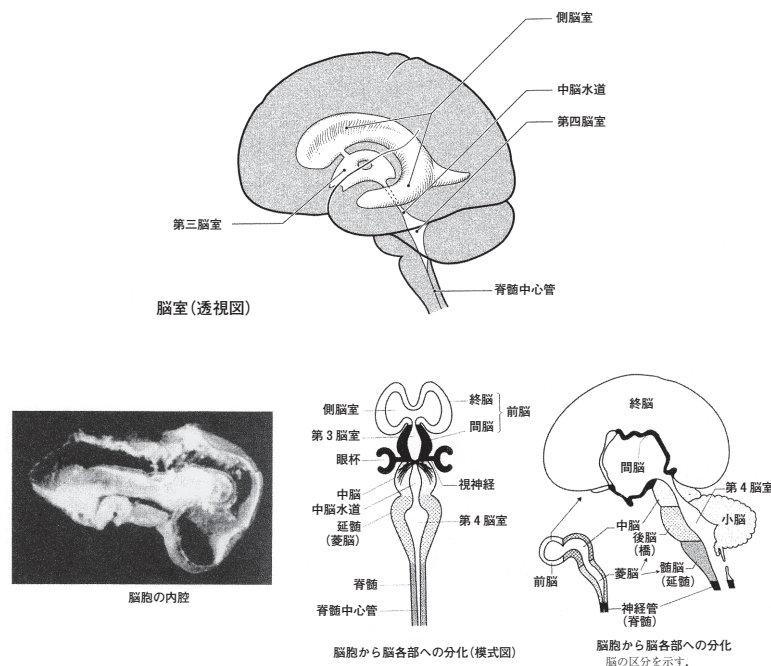 側脳室
中脳水道
第四脳室
第三脳室
脊髄中心管
脳室(透視図)
脳胞の内腔
側脳室
終脳
前脳
第3脳室
間脳
眼杯
視神経
中脳
中脳水道
延髄
(菱脳)
第4脳室
脊髄
脊髄中心管
脳胞から脳各部への分化(模式図)
終脳
間脳
第4脳室
小脳
中脳
後脳
(橋)
前脳
菱脳
髄脳
(延髄)
神経管
(脊髄)
脳胞から脳各部への分化
脳の区分を示す.